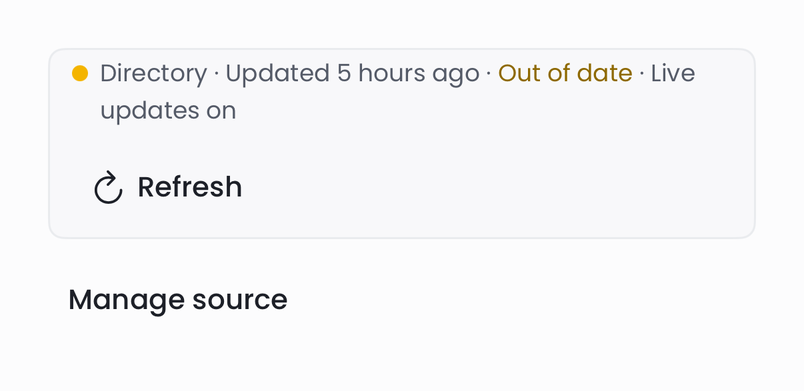 Directory · Updated 5 hours ago · Out of date · Live
updates on
Refresh
Manage source